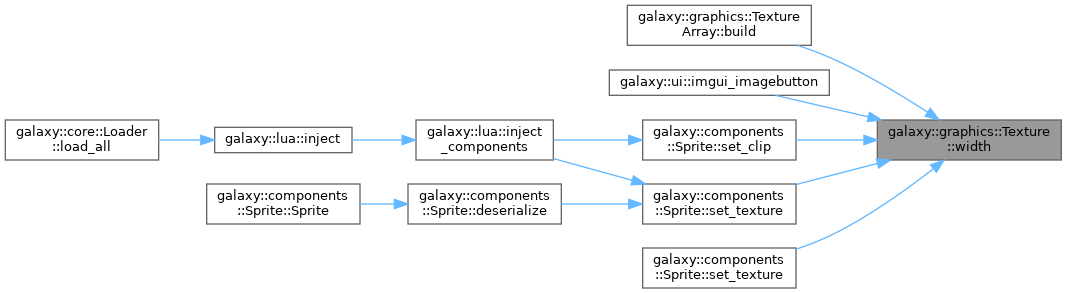 galaxy::graphics::Texture
Array::build
galaxy::ui::imgui_imagebutton
galaxy::core::Loader
::load_all
galaxy::lua::inject
galaxy::lua::inject
_components
galaxy::components
::Sprite::set_clip
galaxy::graphics::Texture
::width
galaxy::components
::Sprite::Sprite
galaxy::components
::Sprite::deserialize
galaxy::components
::Sprite::set_texture
galaxy::components
::Sprite::set_texture